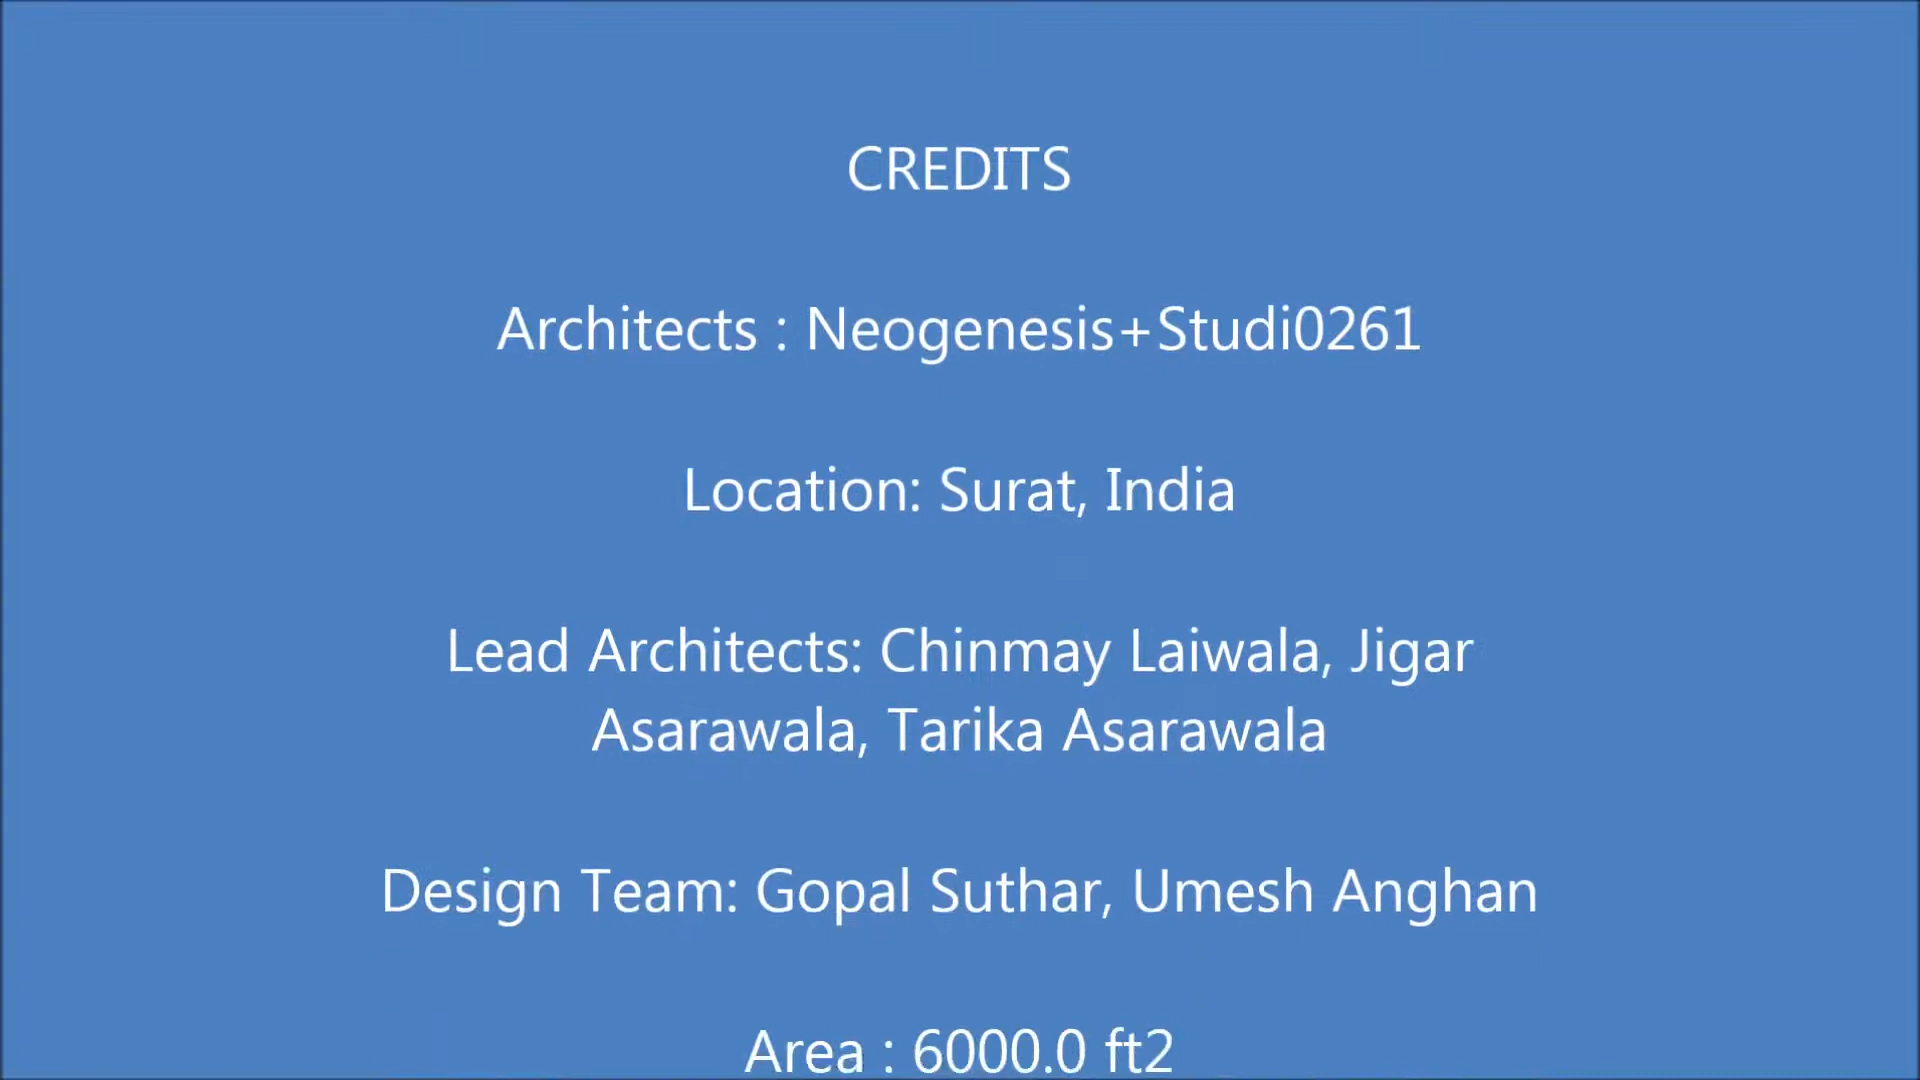 CREDITS
Architects : Neogenesis+Studi0261
Location: Surat, India
Lead Architects: Chinmay Laiwala, Jigar
Asarawala, Tarika Asarawala
Design Team: Gopal Suthar, Umesh Anghan
Area : 6000.0 ft2